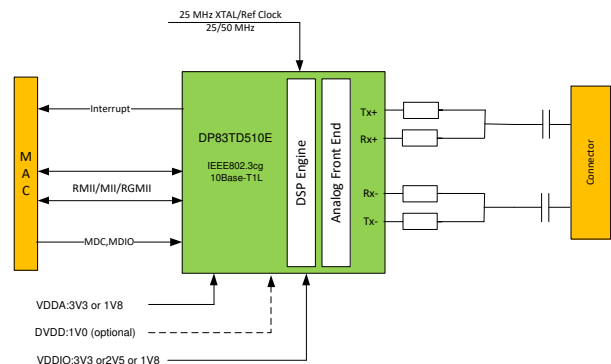 25 MHz XTAL/Ref Clock
25/50 MHz
MAC
Interrupt
RMII/MII/RGMII
MDC,MDIO
DP83TD510E
IEEE802.3cg
10Base-T1L
DSP Engine
Analog Front End
Tx+
Rx+
Rx-
Tx-
Connector
VDDA:3V3 or 1V8
DVDD:1V0 (optional)
VDDIO:3V3 or2V5 or 1V8